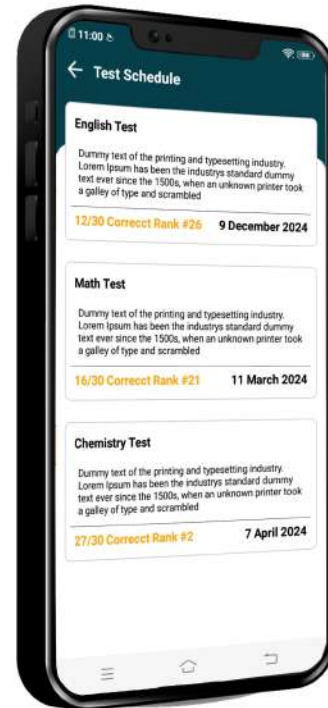 11:00
← Test Schedule
English Test
Dummy text of the printing and typesetting industry.
Lorem Ipsum has been the industrys standard dummy
text ever since the 1500s, when an unknown printer took
a galley of type and scrambled
12/30 Correcct Rank #26 9 December 2024
Math Test
Dummy text of the printing and typesetting industry.
Lorem Ipsum has been the industrys standard dummy
text ever since the 1500s, when an unknown printer took
a galley of type and scrambled
16/30 Correcct Rank #21 11 March 2024
Chemistry Test
Dummy text of the printing and typesetting industry.
Lorem Ipsum has been the industrys standard dummy
text ever since the 1500s, when an unknown printer took
a galley of type and scrambled
27/30 Correcct Rank #2 7 April 2024